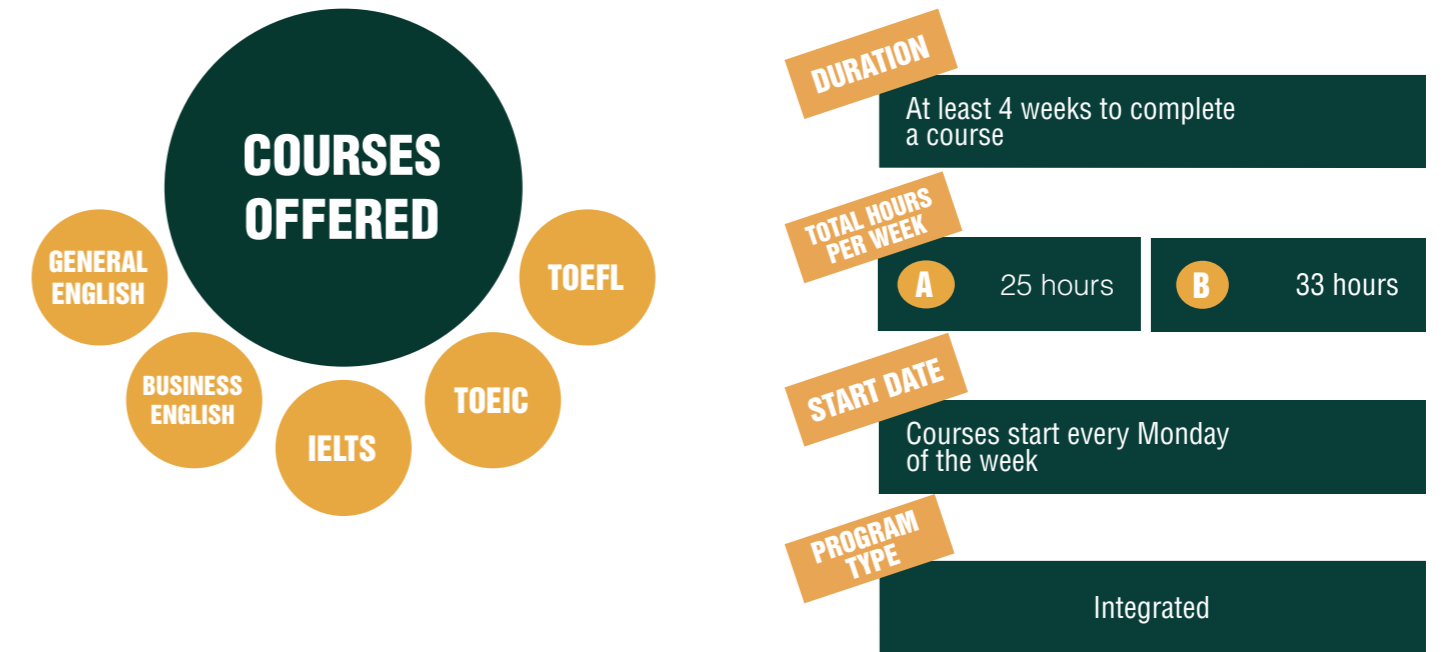 COURSES
OFFERED
GENERAL
ENGLISH
BUSINESS
ENGLISH
IELTS
TOEIC
TOEFL
DURATION
At least 4 weeks to complete
a course
TOTAL HOURS
PER WEEK
A 25 hours
B 33 hours
START DATE
Courses start every Monday
of the week
PROGRAM
TYPE
Integrated